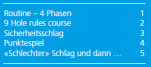 Routine – 4 Phasen 1
9 Hole rules course 2
Sicherheitsschlag 3
Punktespiel 4
«Schlechter» Schlag und dann … 5